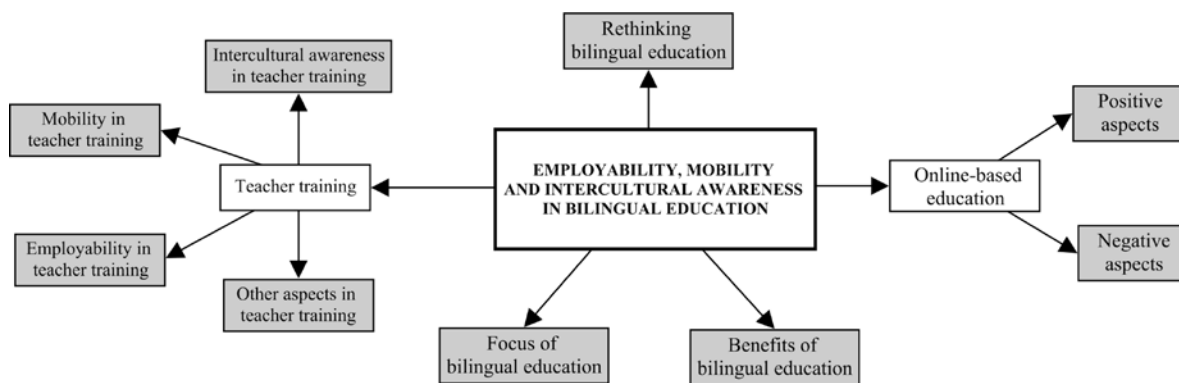 Rethinking
bilingual education
Intercultural awareness
in teacher training
Mobility in
teacher training
Positive
aspects
EMPLOYABILITY, MOBILITY
AND INTERCULTURAL AWARENESS
IN BILINGUAL EDUCATION
Teacher training
Online-based
education
Employability in
teacher training
Negative
aspects
Other aspects in
teacher training
Focus of
bilingual education
Benefits of
bilingual education